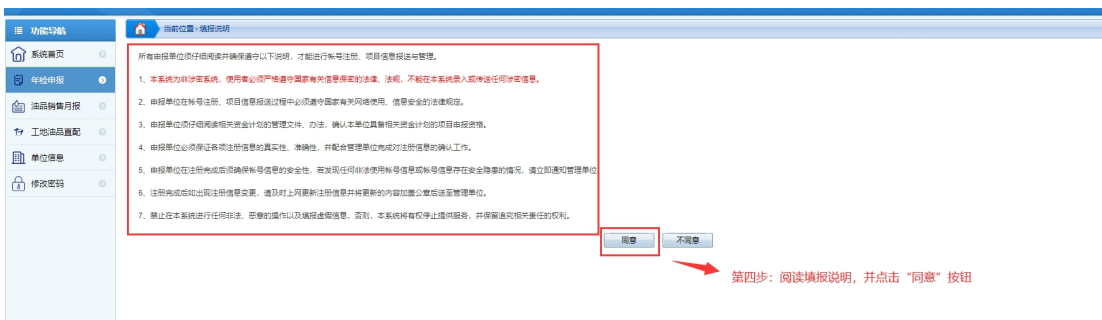 功能导航
当前位置：填报说明
系统首页
年检申报
油品销售月报
工地油品直配
单位信息
修改密码
所有申报单位须仔细阅读并确保遵守以下说明，才能进行帐号注册、项目信息报送与管理。
1、本系统为非涉密系统，使用者必须严格遵守国家有关信息保密的法律、法规，不能在本系统录入或传送任何涉密信息。
2、申报单位在帐号注册、项目信息报送过程中必须遵守国家有关网络使用、信息安全的法律规定。
3、申报单位须仔细阅读相关资金计划的管理文件、办法，确认本单位具备相关资金计划的项目申报资格。
4、申报单位必须保证各项注册信息的真实性、准确性，并配合管理单位完成对注册信息的确认工作。
5、申报单位在注册完成后须确保帐号信息的安全性，若发现任何非法使用帐号信息或帐号信息存在安全隐患的情况，请立即通知管理单位
6、注册完成后如出现注册信息变更，请及时上网更新注册信息并将更新的内容加盖公章后送至管理单位。
7、禁止在本系统进行任何非法、恶意的操作以及填报虚假信息，否则，本系统将有权停止提供服务，并保留追究相关责任的权利。
同意
不同意
第四步：阅读填报说明，并点击“同意”按钮